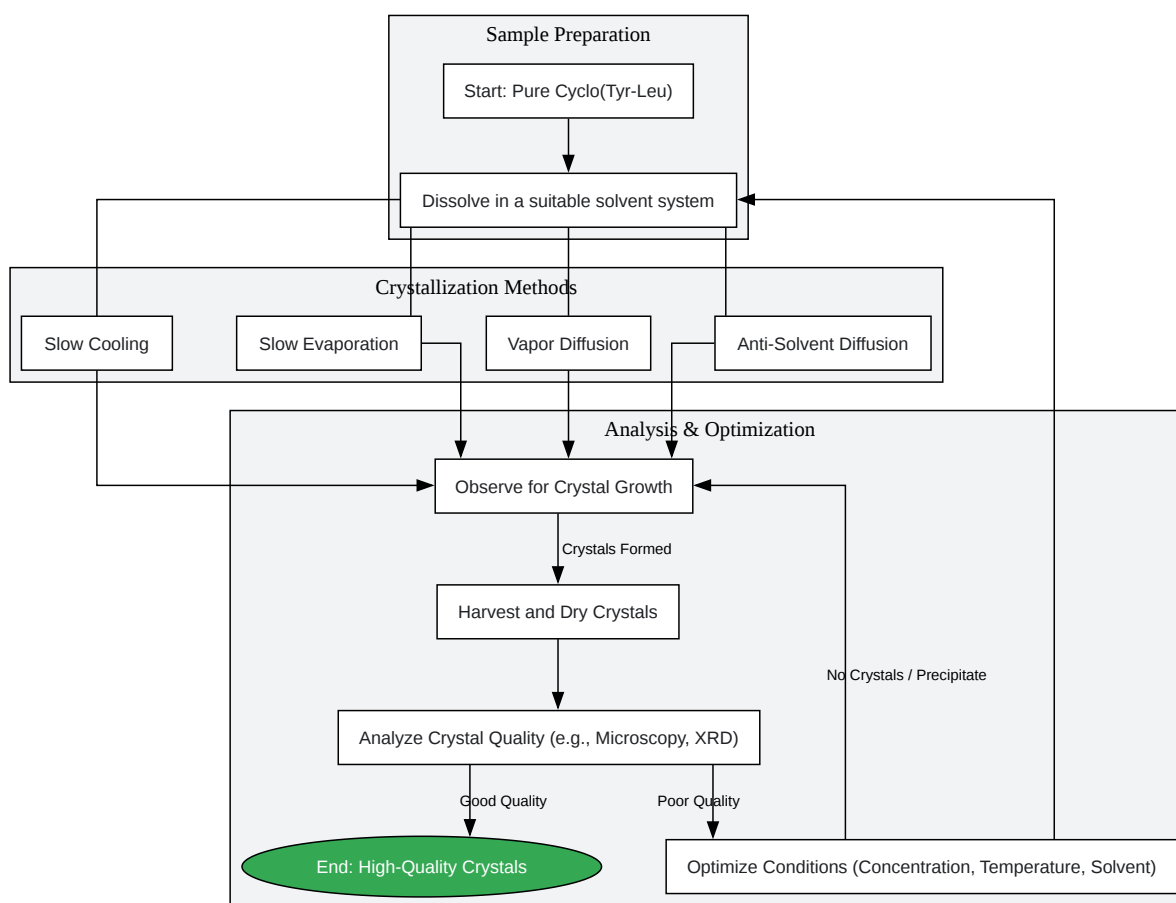 Sample Preparation
Start: Pure Cyclo(Tyr-Leu)
Dissolve in a suitable solvent system
Crystallization Methods
Slow Cooling
Slow Evaporation
Vapor Diffusion
Anti-Solvent Diffusion
Analysis & Optimization
Observe for Crystal Growth
Crystals Formed
Harvest and Dry Crystals
No Crystals / Precipitate
Analyze Crystal Quality (e.g., Microscopy, XRD)
Good Quality
Poor Quality
End: High-Quality Crystals
Optimize Conditions (Concentration, Temperature, Solvent)